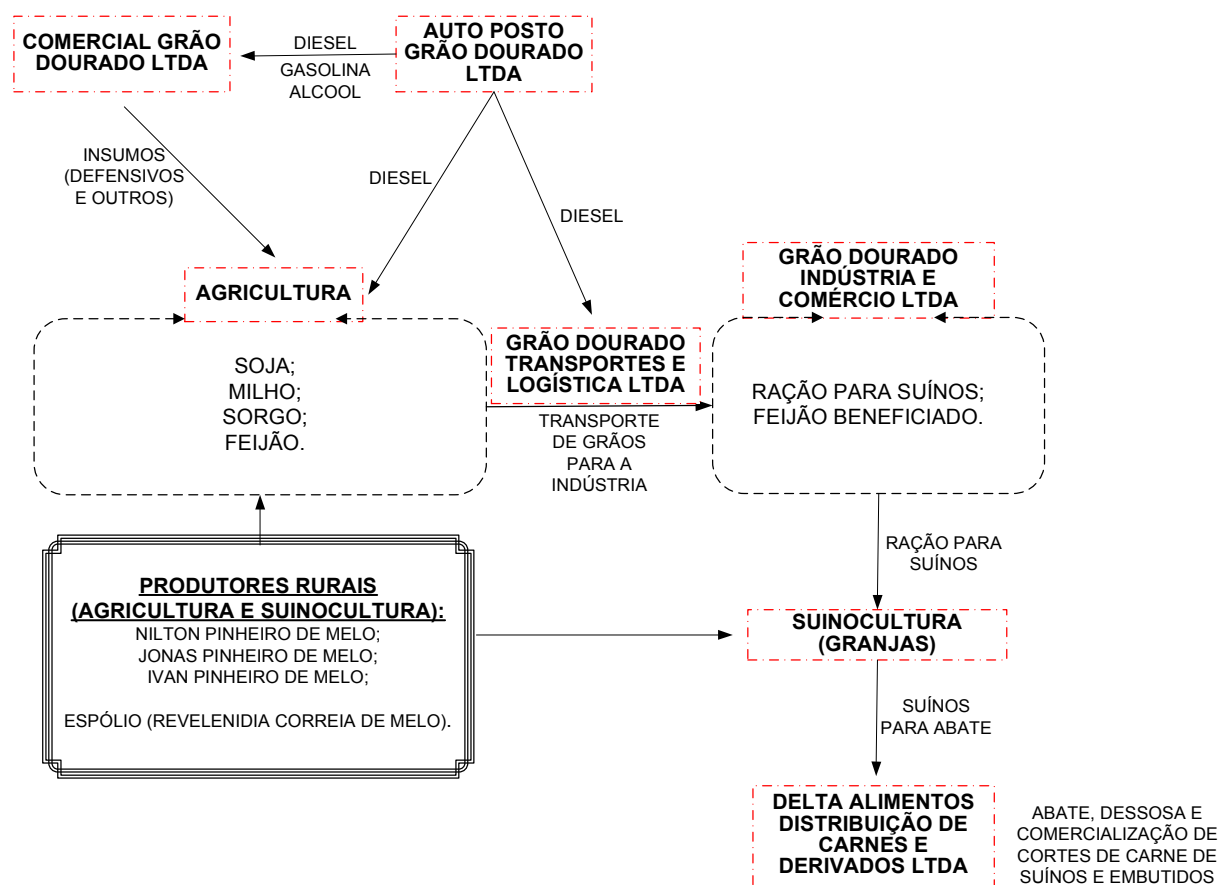 COMERCIAL GRÃO
DOURADO LTDA
DIESEL
GASOLINA
ALCOOL
AUTO POSTO
GRÃO DOURADO
LTDA
INSUMOS
(DEFENSIVOS
E OUTROS)
DIESEL
DIESEL
AGRICULTURA
SOJA;
MILHO;
SORGO;
FEIJÃO.
GRÃO DOURADO
TRANSPORTES E
LOGÍSTICA LTDA
TRANSPORTE
DE GRÃOS
PARA A
INDÚSTRIA
GRÃO DOURADO
INDÚSTRIA E
COMÉRCIO LTDA
RAÇÃO PARA SUÍNOS;
FEIJÃO BENEFICIADO.
PRODUTORES RURAIS
(AGRICULTURA E SUINOCULTURA):
NILTON PINHEIRO DE MELO;
JONAS PINHEIRO DE MELO;
IVAN PINHEIRO DE MELO;
ESPÓLIO (REVELENIDIA CORREIA DE MELO).
RAÇÃO PARA
SUÍNOS
SUINOCULTURA
(GRANJAS)
SUÍNOS
PARA ABATE
DELTA ALIMENTOS
DISTRIBUIÇÃO DE
CARNES E
DERIVADOS LTDA
ABATE, DESSOSA E
COMERCIALIZAÇÃO DE
CORTES DE CARNE DE
SUÍNOS E EMBUTIDOS